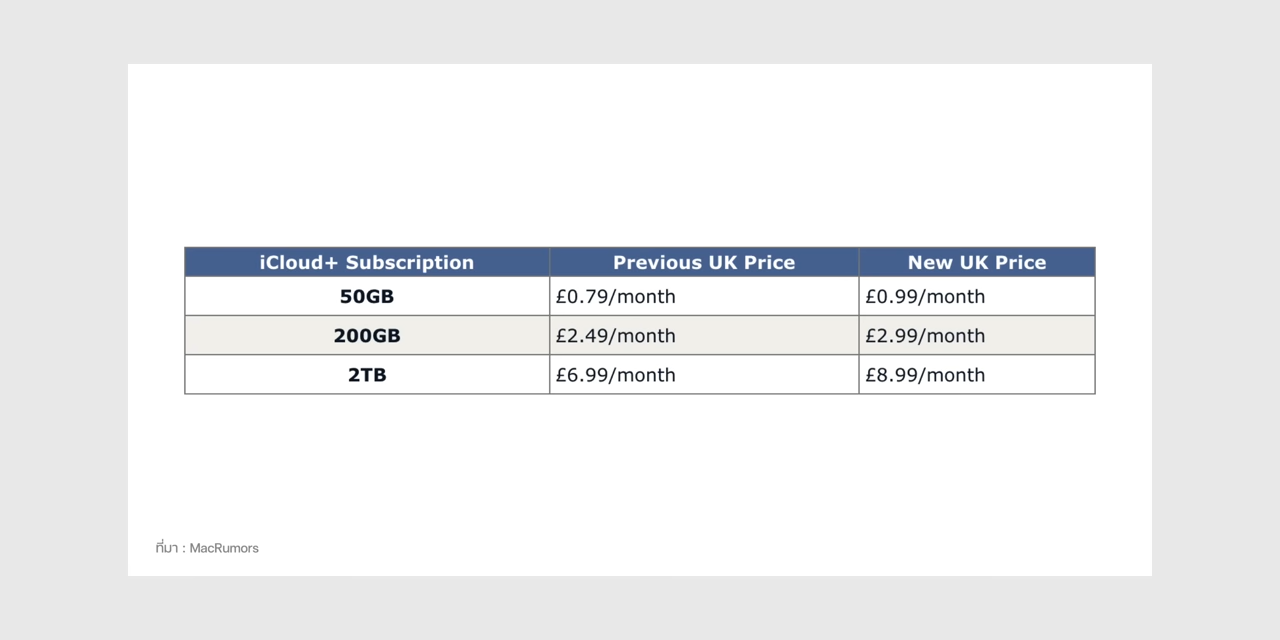 iCloud+ Subscription Previous UK Price New UK Price
50GB £0.79/month £0.99/month
200GB £2.49/month £2.99/month
2TB £6.99/month £8.99/month
ที่มา : MacRumors